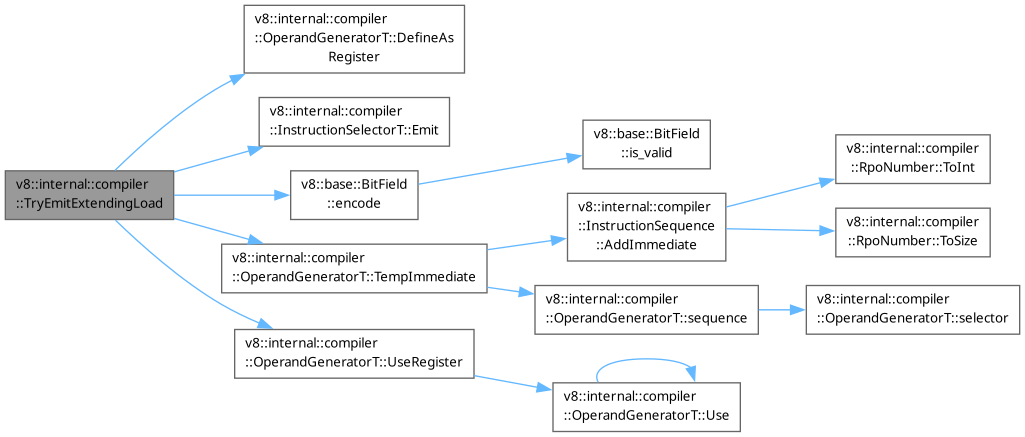 v8::internal::compiler
::OperandGeneratorT::DefineAs
Register
v8::internal::compiler
::InstructionSelectorT::Emit
v8::base::BitField
::is_valid
v8::internal::compiler
::RpoNumber::ToInt
v8::internal::compiler
::TryEmitExtendingLoad
v8::base::BitField
::encode
v8::internal::compiler
::InstructionSequence
::AddImmediate
v8::internal::compiler
::RpoNumber::ToSize
v8::internal::compiler
::OperandGeneratorT::TempImmediate
v8::internal::compiler
::OperandGeneratorT::sequence
v8::internal::compiler
::OperandGeneratorT::selector
v8::internal::compiler
::OperandGeneratorT::UseRegister
v8::internal::compiler
::OperandGeneratorT::Use